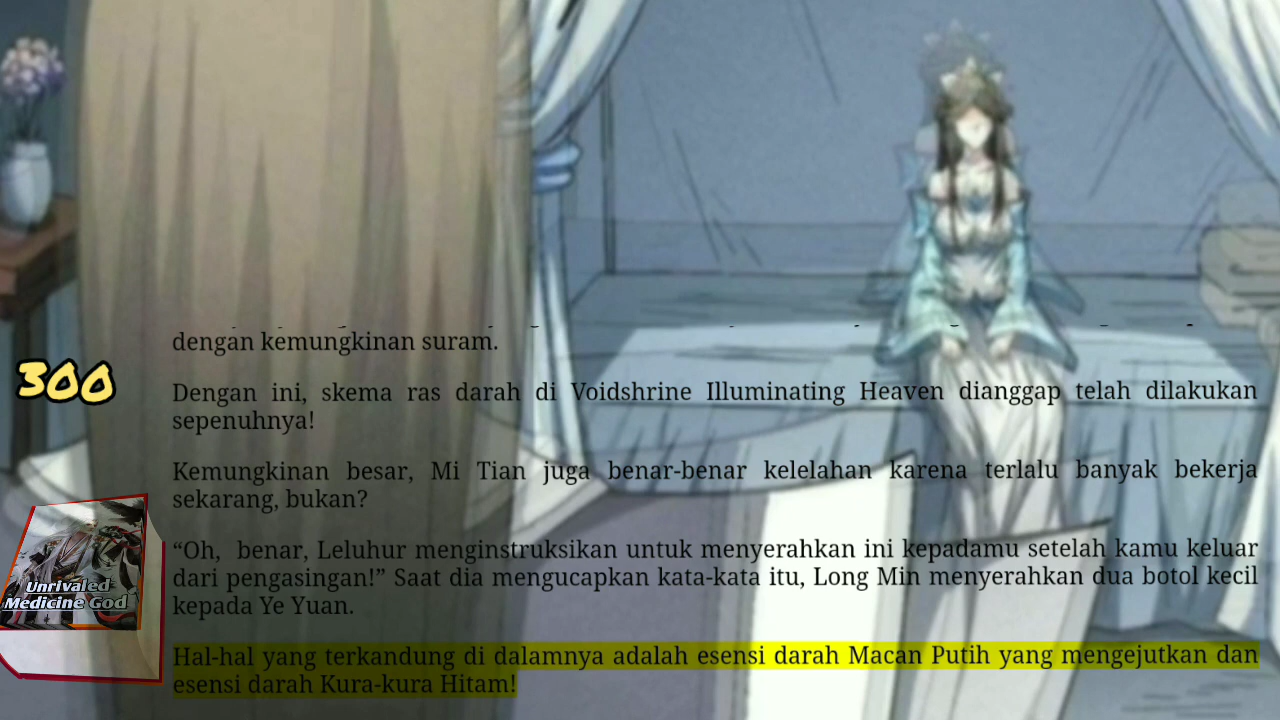 dengan kemungkinan suram.
Dengan ini, skema ras darah di Voidshrine Illuminating Heaven dianggap telah dilakukan
sepenuhnya!
300
Kemungkinan besar, Mi Tian juga benar-benar kelelahan karena terlalu banyak bekerja
sekarang, bukan?
“Oh, benar, Leluhur menginstruksikan untuk menyerahkan ini kepadamu setelah kamu keluar
dari pengasingan!” Saat dia mengucapkan kata-kata itu, Long Min menyerahkan dua botol kecil
kepada Ye Yuan.
Unrivaled
Medicine God
Hal-hal yang terkandung di dalamnya adalah esensi darah Macan Putih yang mengejutkan dan
esensi darah Kura-kura Hitam!